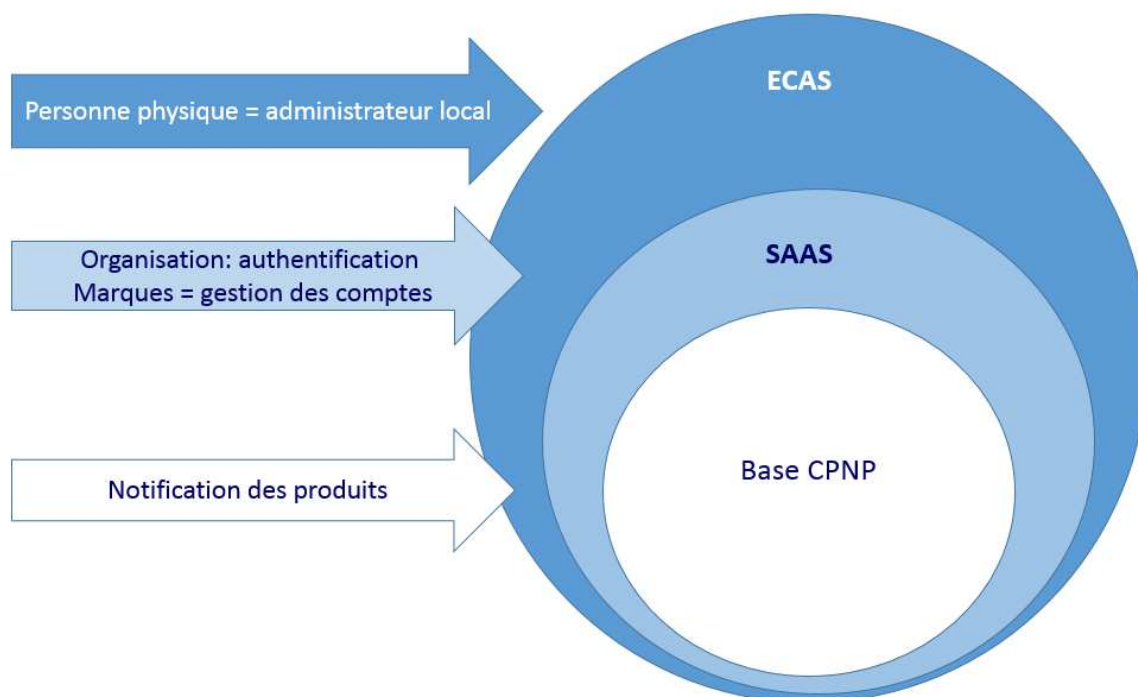 ECAS
Personne physique = administrateur local
Organisation: authentification
Marques = gestion des comptes
SAAS
Notification des produits
Base CPNP